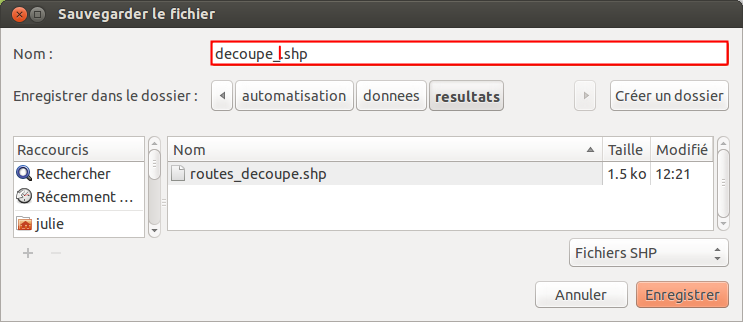 Sauvegarder le fichier
Nom : decoupe_.shp
Enregistrer dans le dossier : automatisation donnees resultats Créer un dossier
Raccourcis Nom Taille Modifié
Rechercher routes_decoupe.shp 1.5 ko 12:21
Récemment ...
julie
Fichiers SHP
Annuler Enregistrer